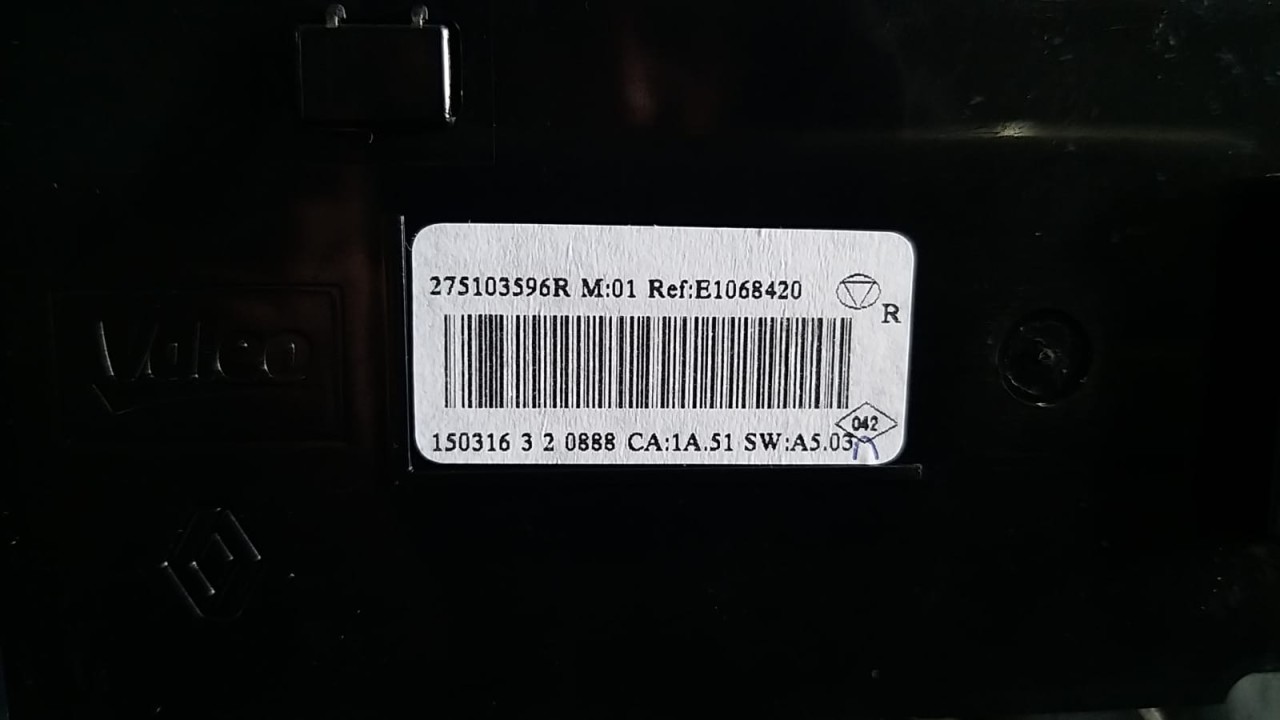 275103596R M:01 Ref:E1068420
R
Valeo
042
150316 3 2 0888 CA:1A.51 SW:A5.03